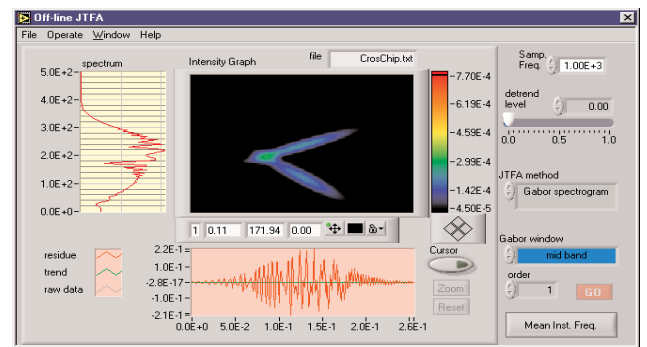 Off-line JTFA
File Operate Window Help
spectrum
5.0E+2-
4.0E+2-
3.0E+2-
2.0E+2-
1.0E+2-
0.0E+0-
Intensity Graph
file CrosChip.txt
-7.70E-4
-6.19E-4
-4.59E-4
-2.99E-4
-1.42E-4
-4.50E-5
1 0.11 171.94 0.00
residue
trend
raw data
2.2E-1
1.0E-1
-2.8E-17
-1.0E-1
-2.1E-1
0.0E+0 5.0E-2 1.0E-1 1.5E-1 2.0E-1 2.6E-1
Cursor
Zoom
Reset
Samp.
Freq. 1.00E+3
detrend
level 0.00
0.0 0.5 1.0
JTFA method
Gabor spectrogram
Gabor window
mid band
order
1 GO
Mean Inst. Freq.